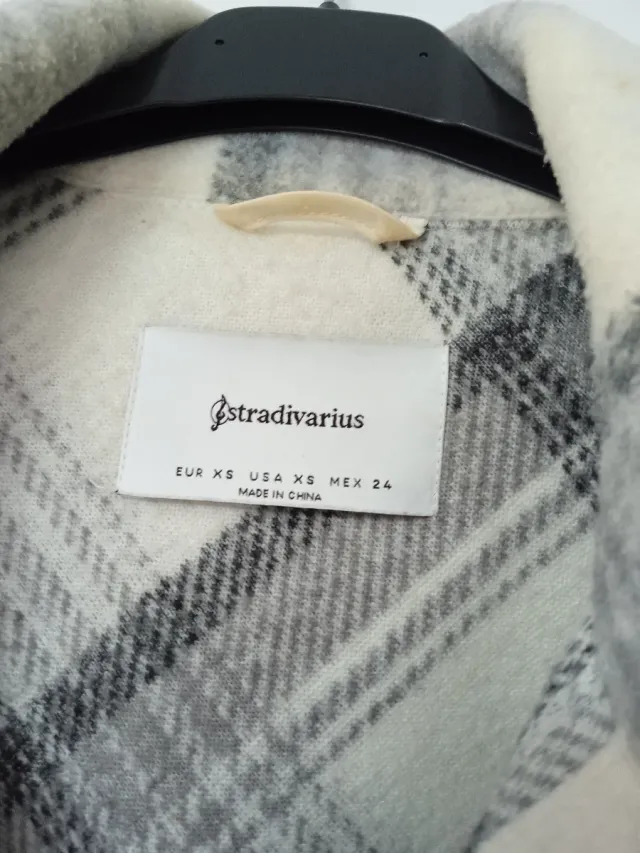 stradivarius
EUR XS USA XS MEX 24
MADE IN CHINA